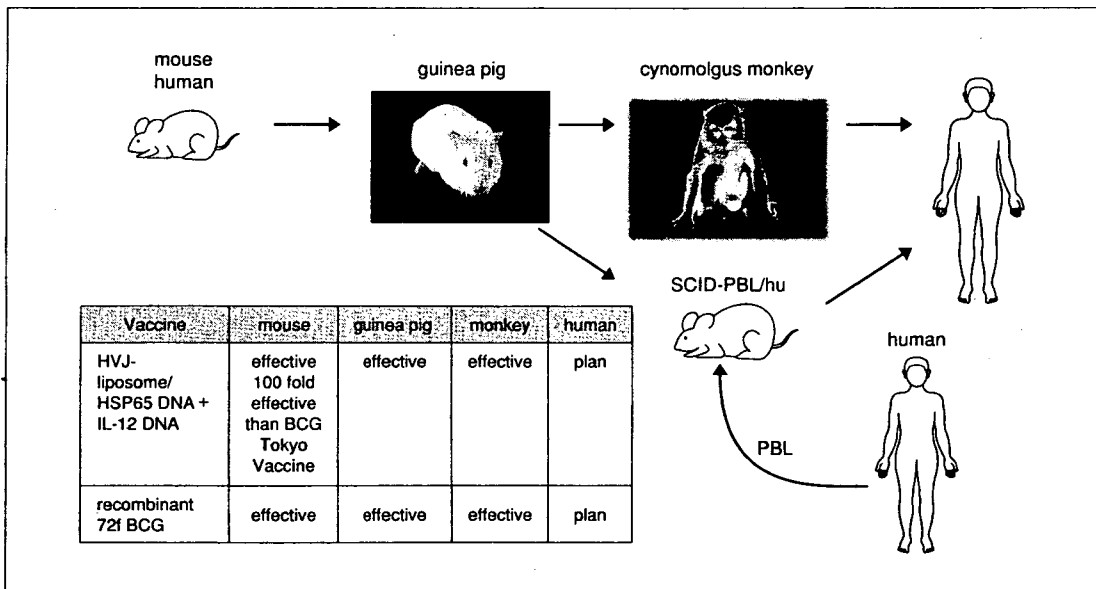 mouse
human
guinea pig
cynomolgus monkey
SCID-PBL/hu
human
PBL
Vaccine mouse guinea pig monkey human
HVJ- effective effective effective plan
liposome/ 100 fold
HSP65 DNA + effective
IL-12 DNA than BCG
Tokyo
Vaccine
recombinant effective effective effective plan
72f BCG